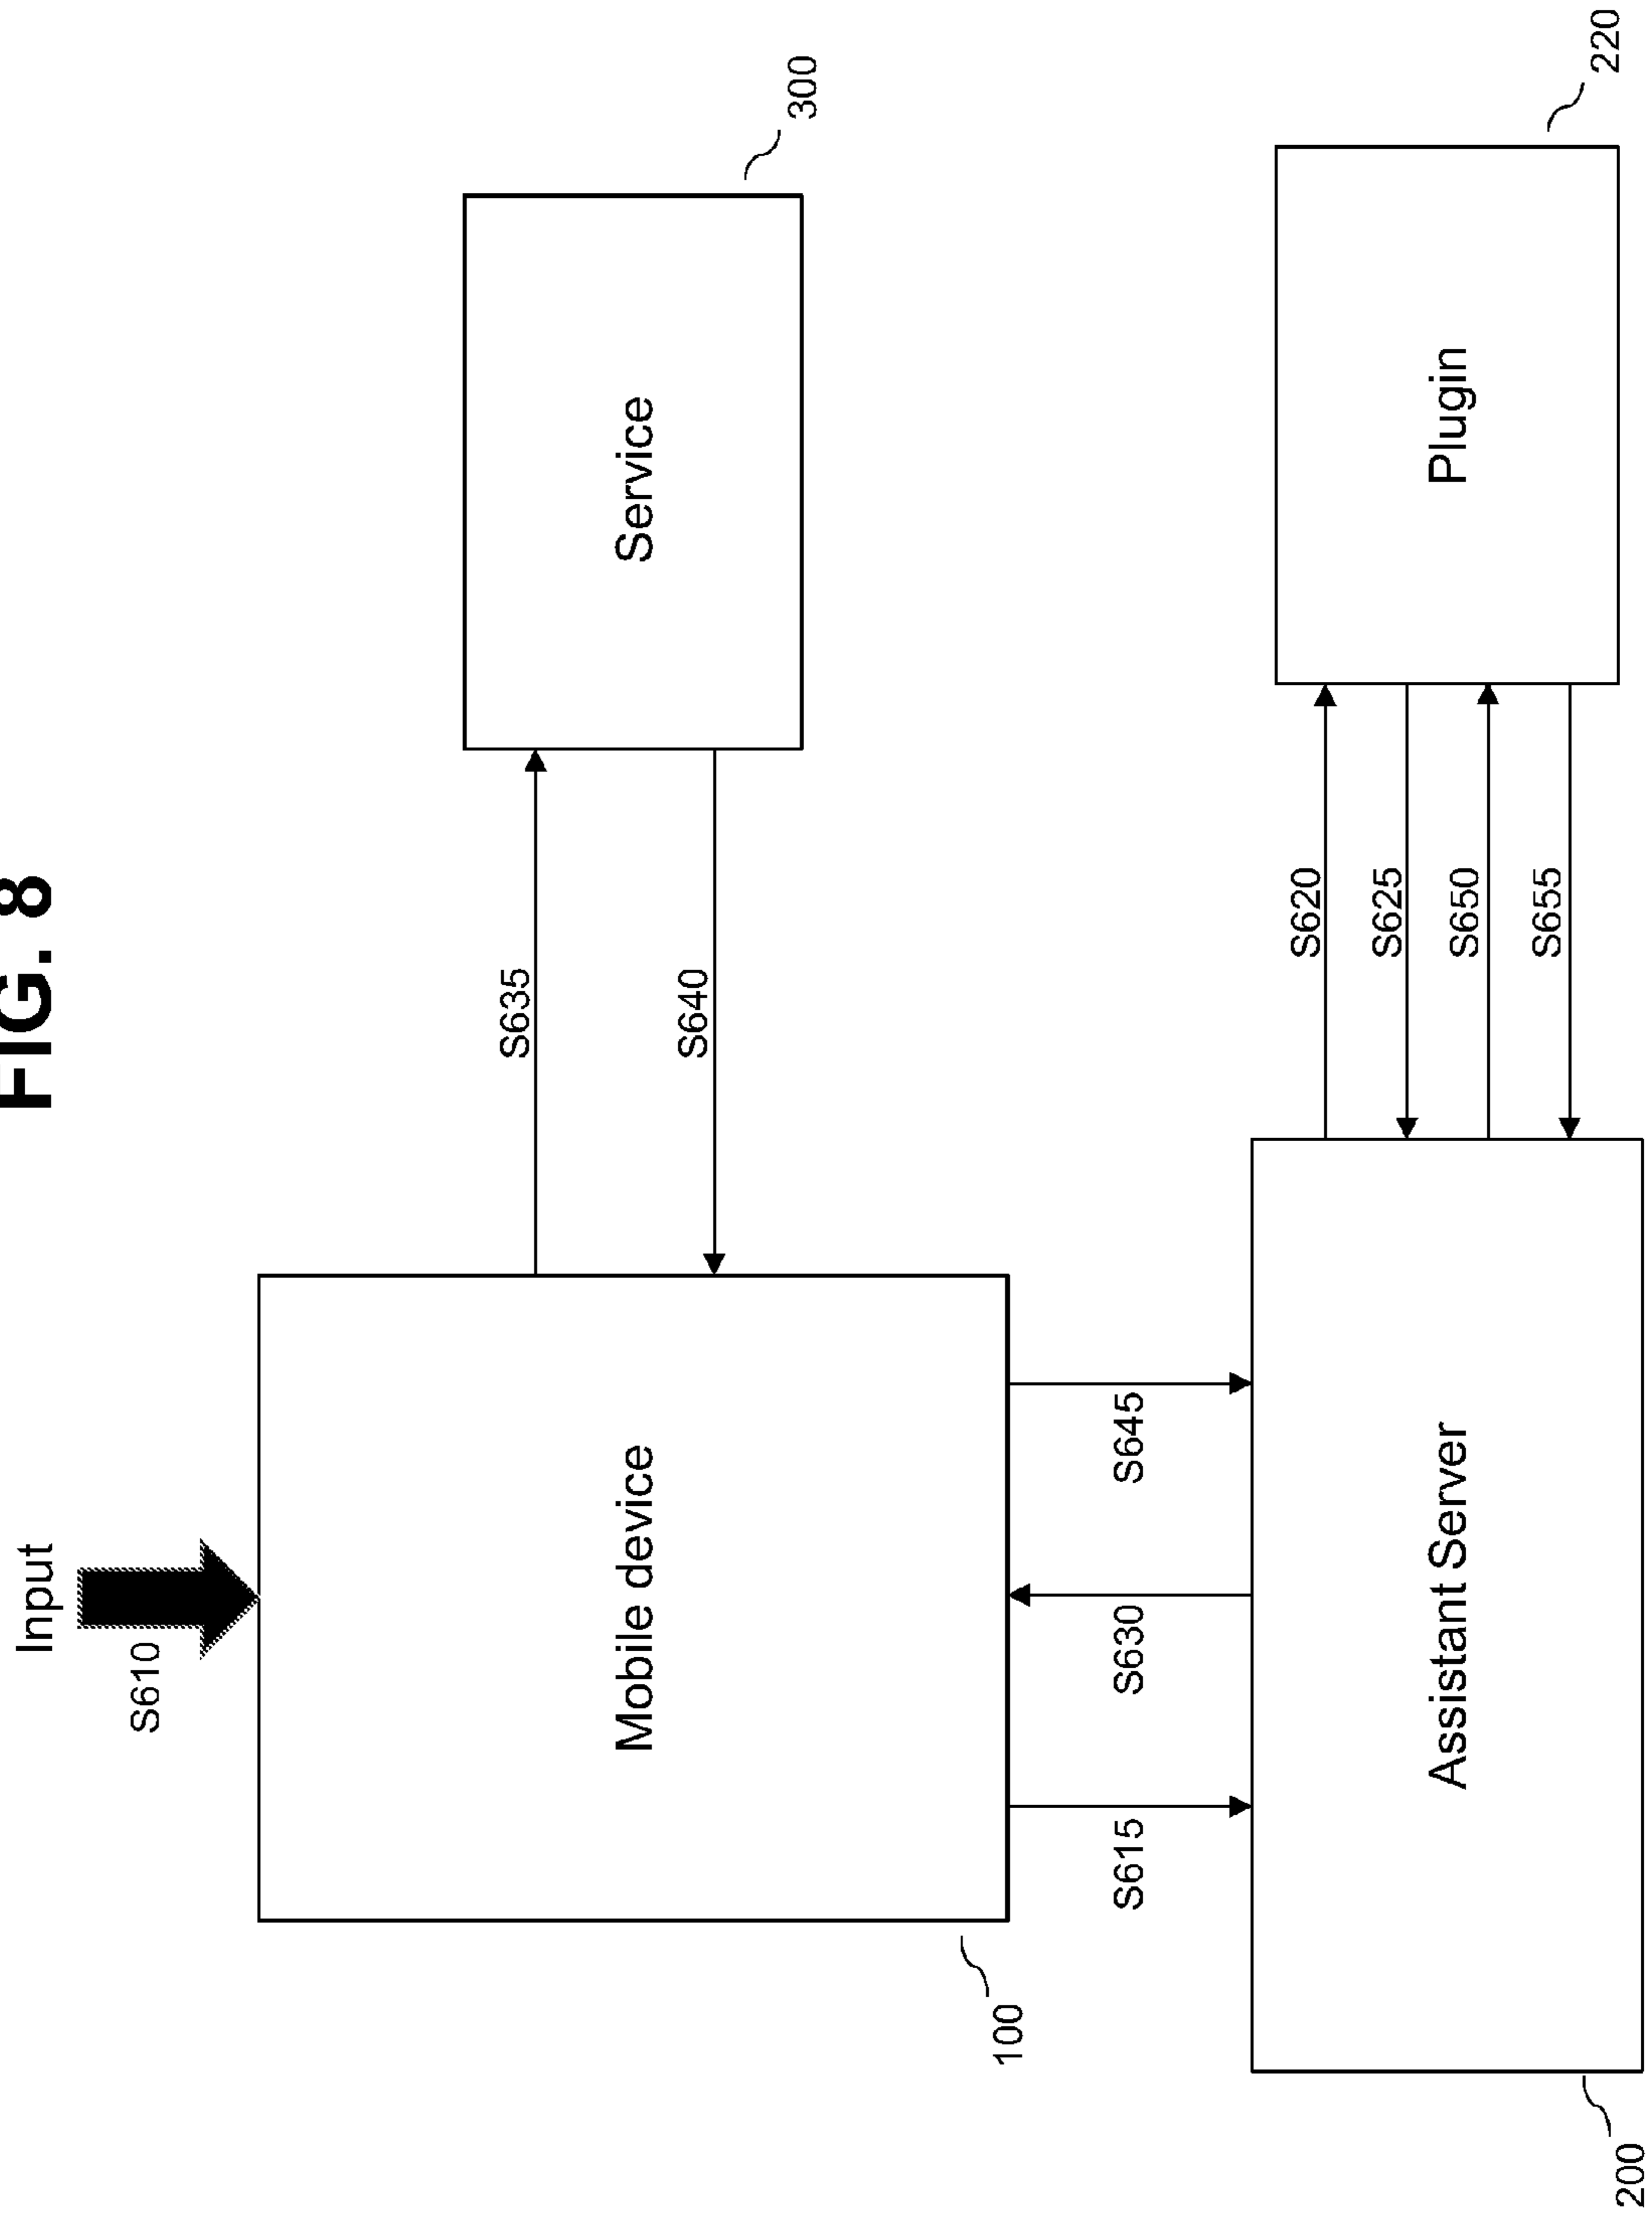 FIG. 8
Input
S610
Mobile device
100
S635
S640
Service
300
S615
S630
S645
Assistant Server
200
S620
S625
S650
S655
Plugin
220